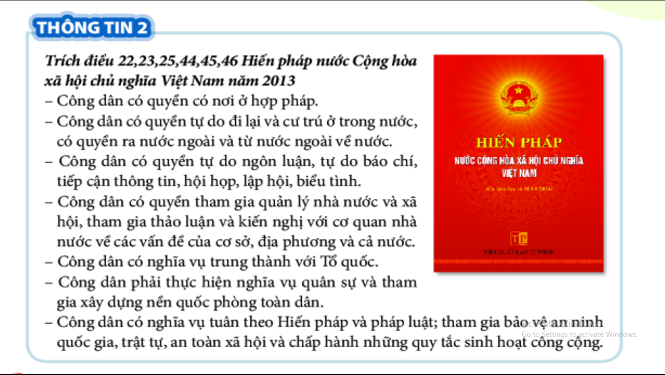 THÔNG TIN 2
Trích điều 22,23,25,44,45,46 Hiến pháp nước Cộng hòa
xã hội chủ nghĩa Việt Nam năm 2013
– Công dân có quyền có nơi ở hợp pháp.
– Công dân có quyền tự do đi lại và cư trú ở trong nước,
có quyền ra nước ngoài và từ nước ngoài về nước.
– Công dân có quyền tự do ngôn luận, tự do báo chí,
tiếp cận thông tin, hội họp, lập hội, biểu tình.
– Công dân có quyền tham gia quản lý nhà nước và xã
hội, tham gia thảo luận và kiến nghị với cơ quan nhà
nước về các vấn đề của cơ sở, địa phương và cả nước.
– Công dân có nghĩa vụ trung thành với Tổ quốc.
– Công dân phải thực hiện nghĩa vụ quân sự và tham
gia xây dựng nền quốc phòng toàn dân.
– Công dân có nghĩa vụ tuân theo Hiến pháp và pháp luật; tham gia bảo vệ an ninh
quốc gia, trật tự, an toàn xã hội và chấp hành những quy tắc sinh hoạt công cộng.
HIẾN PHÁP
NƯỚC CỘNG HÒA XÃ HỘI CHỦ NGHĨA
VIỆT NAM
TP
Go to Settings to activate Windows.